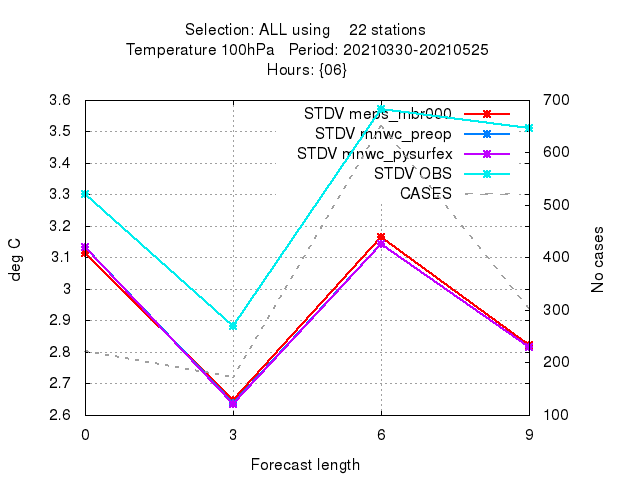 Selection: ALL using 22 stations
Temperature 100hPa Period: 20210330-20210525
Hours: {06}
3.6
3.5
3.4
3.3
3.2
3.1
3
2.9
2.8
2.7
2.6
deg C
STDV meps_mbr000
STDV mnwc_preop
STDV mnwc_pysurfex
STDV OBS
CASES
700
600
500
400
300
200
100
No cases
0 3 6 9
Forecast length